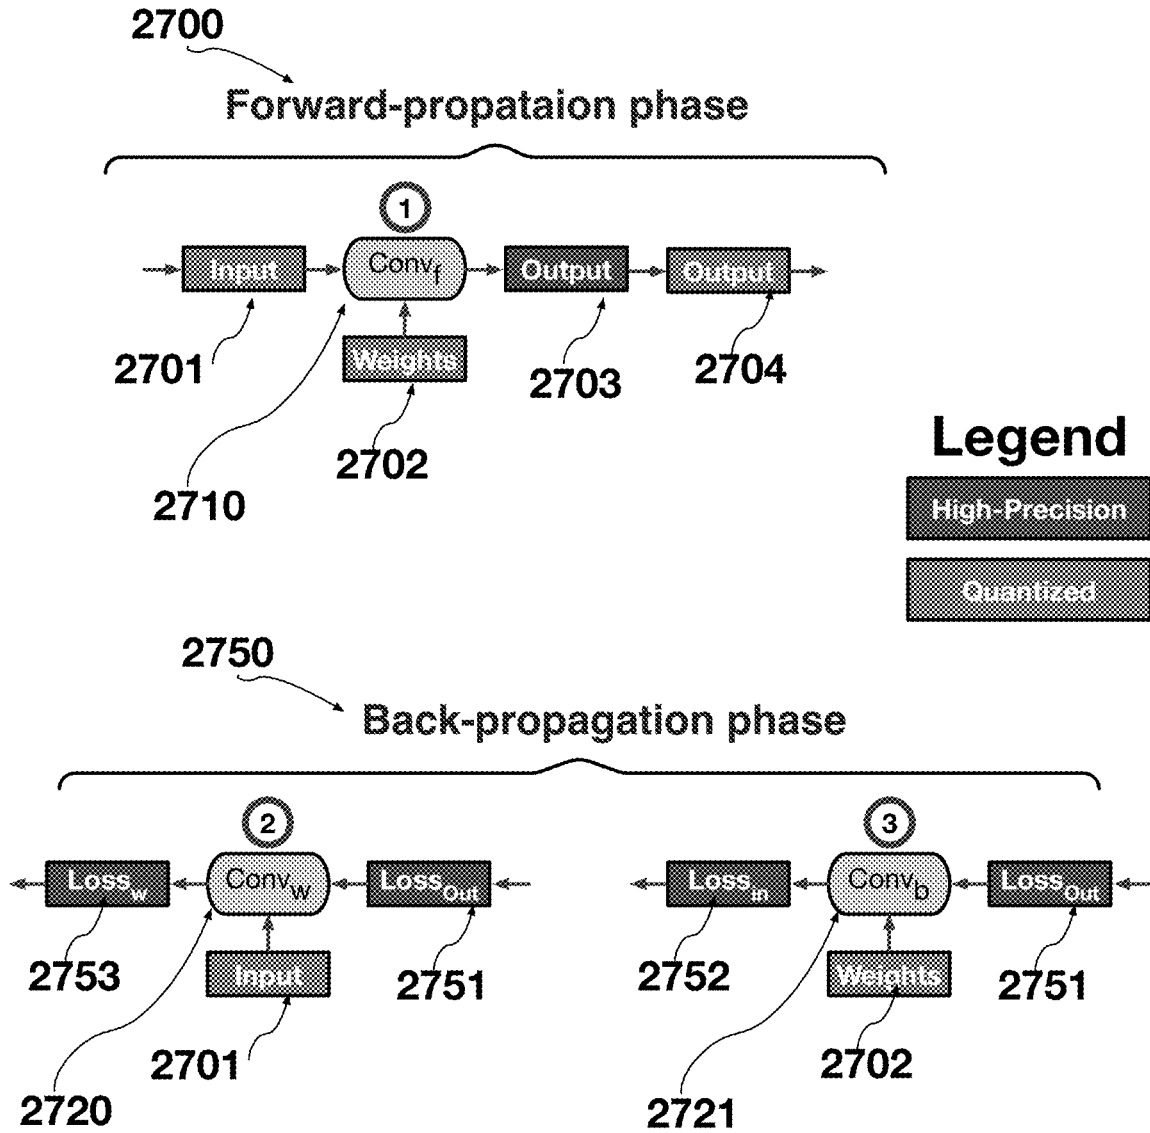 2700
Forward-propataion phase
1
Input
Conv_f
Output
Output
Weights
2701
2703
2704
2702
2710
Legend
High-Precision
Quantized
2750
Back-propagation phase
2
3
Loss_w
Conv_w
Loss_Out
Loss_in
Conv_b
Loss_Out
Input
Weights
2753
2751
2752
2751
2701
2702
2720
2721